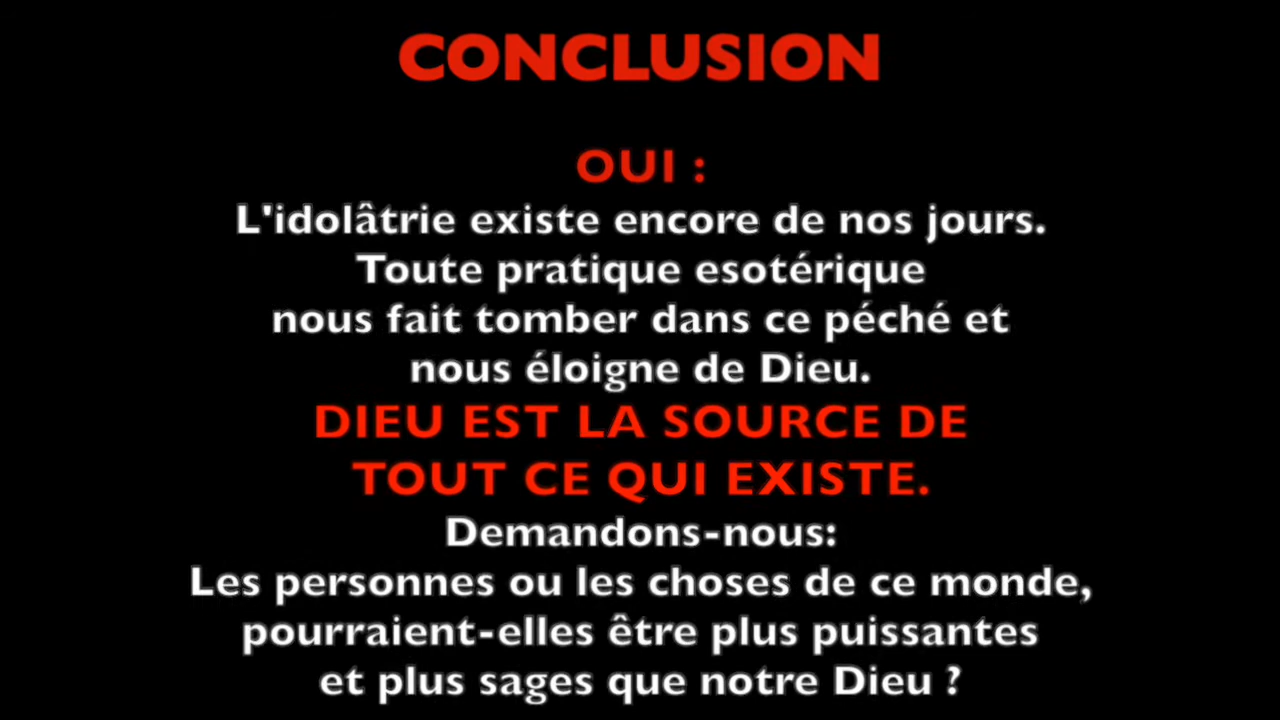 CONCLUSION
OUI :
L'idolâtrie existe encore de nos jours.
Toute pratique esotérique
nous fait tomber dans ce péché et
nous éloigne de Dieu.
DIEU EST LA SOURCE DE
TOUT CE QUI EXISTE.
Demandons-nous:
Les personnes ou les choses de ce monde,
pourraient-elles être plus puissantes
et plus sages que notre Dieu ?